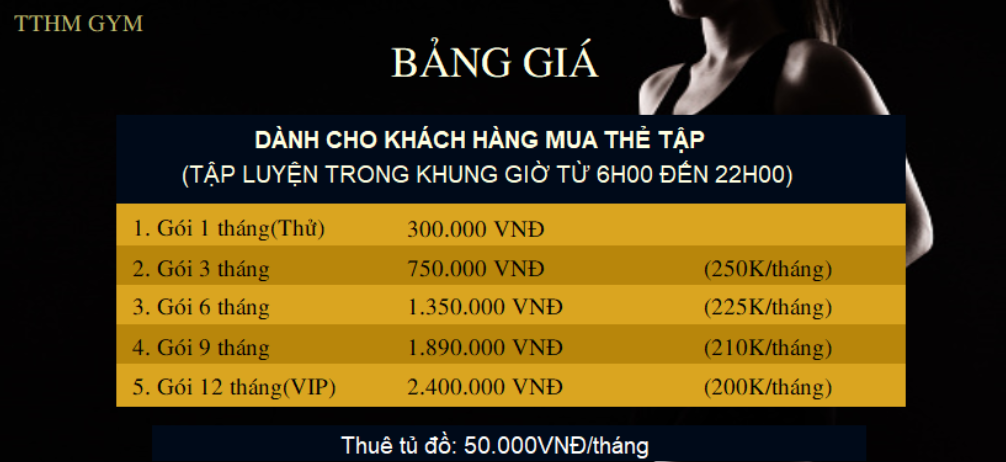 TTHM GYM
BẢNG GIÁ
DÀNH CHO KHÁCH HÀNG MUA THẺ TẬP
(TẬP LUYỆN TRONG KHUNG GIỜ TỪ 6H00 ĐẾN 22H00)
1. Gói 1 tháng(Thử) 300.000 VNĐ
2. Gói 3 tháng 750.000 VNĐ (250K/tháng)
3. Gói 6 tháng 1.350.000 VNĐ (225K/tháng)
4. Gói 9 tháng 1.890.000 VNĐ (210K/tháng)
5. Gói 12 tháng(VIP) 2.400.000 VNĐ (200K/tháng)
Thuê tủ đồ: 50.000VNĐ/tháng